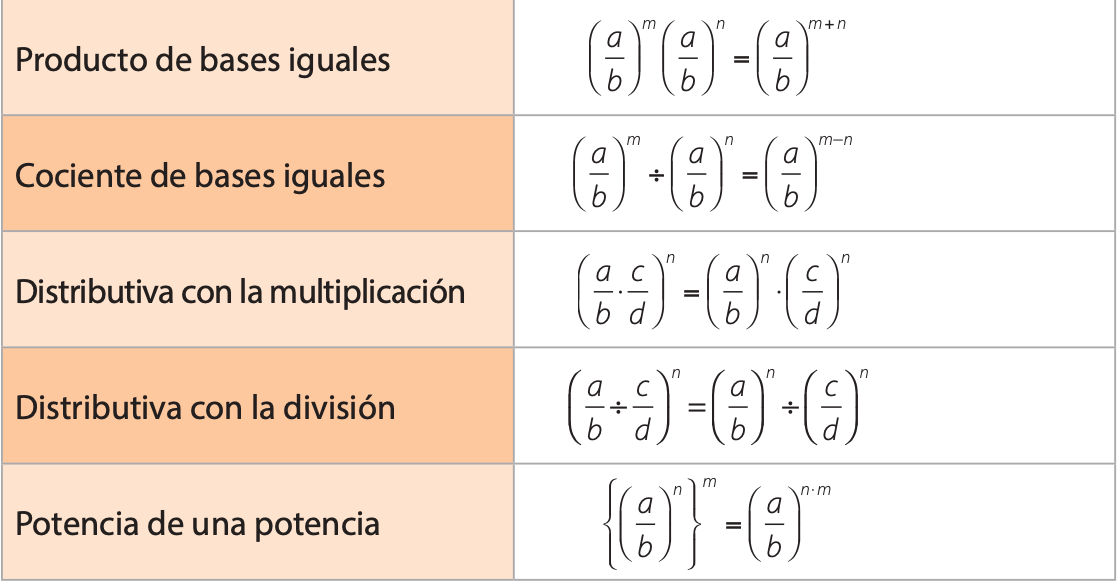 Producto de bases iguales
(a/b)^m (a/b)^n = (a/b)^(m+n)
Cociente de bases iguales
(a/b)^m ÷ (a/b)^n = (a/b)^(m−n)
Distributiva con la multiplicación
(a/b · c/d)^n = (a/b)^n · (c/d)^n
Distributiva con la división
(a/b ÷ c/d)^n = (a/b)^n ÷ (c/d)^n
Potencia de una potencia
{(a/b)^n}^m = (a/b)^(n·m)